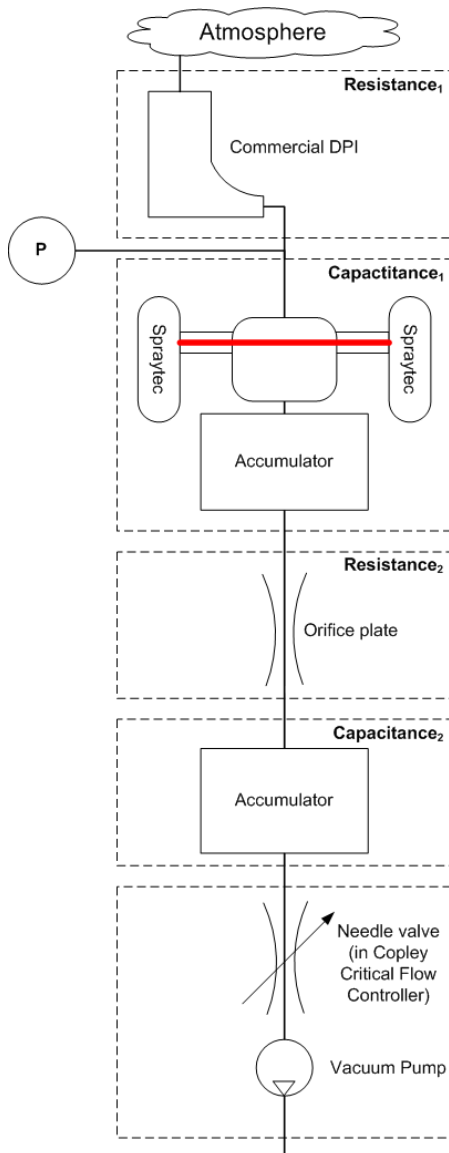 Atmosphere
Resistance₁
Commercial DPI
P
Capactitance₁
Spraytec
Spraytec
Accumulator
Resistance₂
Orifice plate
Capacitance₂
Accumulator
Needle valve
(in Copley
Critical Flow
Controller)
Vacuum Pump